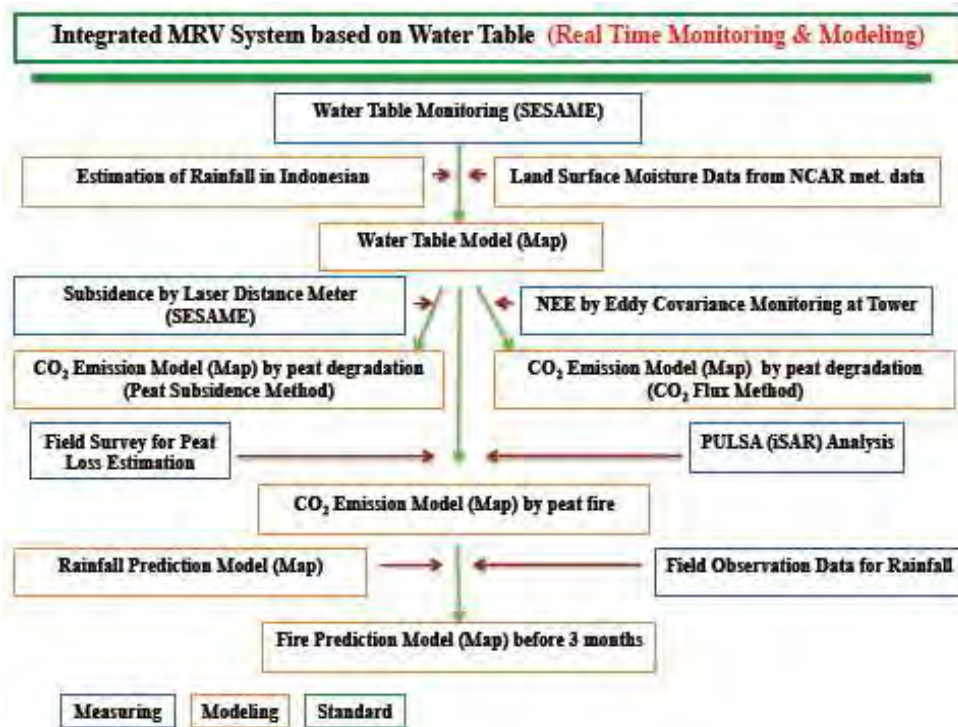 Integrated MRV System based on Water Table (Real Time Monitoring & Modeling)
Water Table Monitoring (SESAME)
Estimation of Rainfall in Indonesian
Land Surface Moisture Data from NCAR met. data
Water Table Model (Map)
Subsidence by Laser Distance Meter
(SESAME)
NEE by Eddy Covariance Monitoring at Tower
CO₂ Emission Model (Map) by peat degradation
(Peat Subsidence Method)
CO₂ Emission Model (Map) by peat degradation
(CO₂ Flux Method)
Field Survey for Peat
Loss Estimation
PULSA (iSAR) Analysis
CO₂ Emission Model (Map) by peat fire
Rainfall Prediction Model (Map)
Field Observation Data for Rainfall
Fire Prediction Model (Map) before 3 months
Measuring
Modeling
Standard